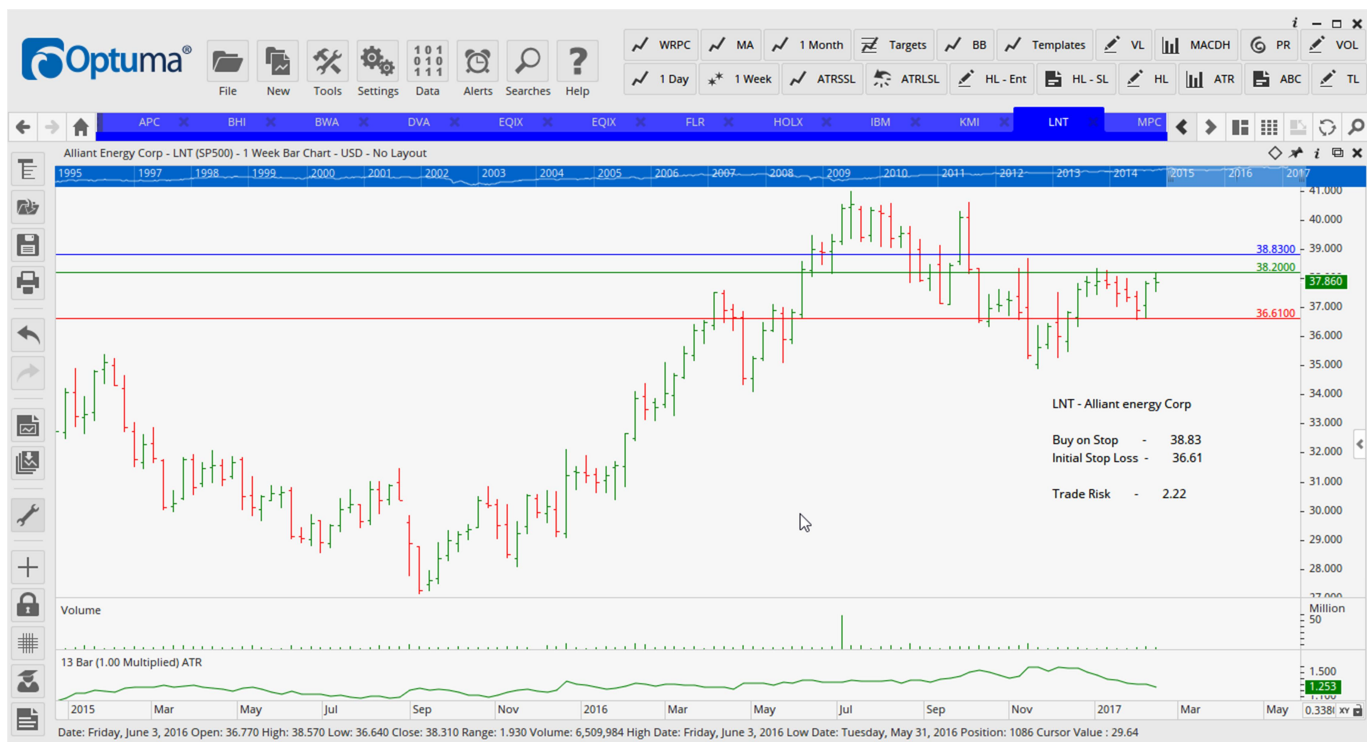 i
Optuma®
File New Tools Settings Data Alerts Searches Help
101
010
111
WRPC MA 1 Month Targets BB Templates VL MACDH PR VOL
1 Day 1 Week ATRSSL ATRLSL HL - Ent HL - SL HL ATR ABC TL
APC BHI BWA DVA EQIX EQIX FLR HOLX IBM KMI LNT MPC
Alliant Energy Corp - LNT (SP500) - 1 Week Bar Chart - USD - No Layout
1995 1997 1998 1999 2000 2001 2002 2003 2004 2005 2006 2007 2008 2009 2010 2011 2012 2013 2014 2015 2016 2017
41.000
40.000
38.8300 39.000
38.2000
37.860
37.000
36.6100
36.000
35.000
34.000
LNT - Alliant energy Corp
33.000
Buy on Stop - 38.83
Initial Stop Loss - 36.61
32.000
31.000
Trade Risk - 2.22
30.000
29.000
28.000
27.000
Volume
Million
50
13 Bar (1.00 Multiplied) ATR
1.500
1.253
2015 Mar May Jul Sep Nov 2016 Mar May Jul Sep Nov 2017 Mar May XY
Date: Friday, June 3, 2016 Open: 36.770 High: 38.570 Low: 36.640 Close: 38.310 Range: 1.930 Volume: 6,509,984 High Date: Friday, June 3, 2016 Low Date: Tuesday, May 31, 2016 Position: 1086 Cursor Value : 29.64